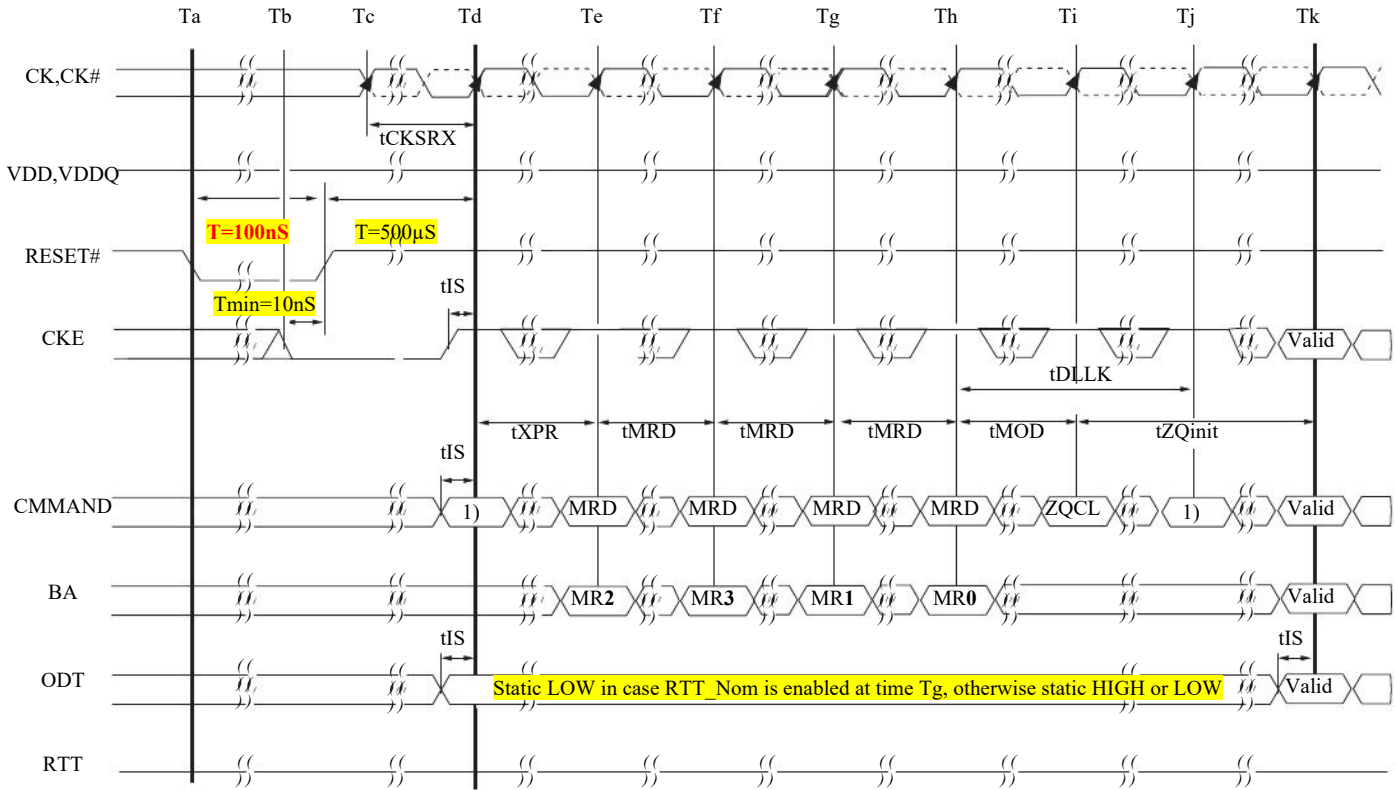 Ta Tb Tc Td Te Tf Tg Th Ti Tj Tk
CK,CK#
tCKSRX
VDD,VDDQ
T=100nS T=500µS
RESET#
Tmin=10nS tIS
CKE Valid
tDLLK
tXPR tMRD tMRD tMRD tMOD tZQinit
tIS
CMMAND 1) MRD MRD MRD MRD ZQCL 1) Valid
BA MR2 MR3 MR1 MR0 Valid
tIS tIS
ODT Static LOW in case RTT_Nom is enabled at time Tg, otherwise static HIGH or LOW Valid
RTT